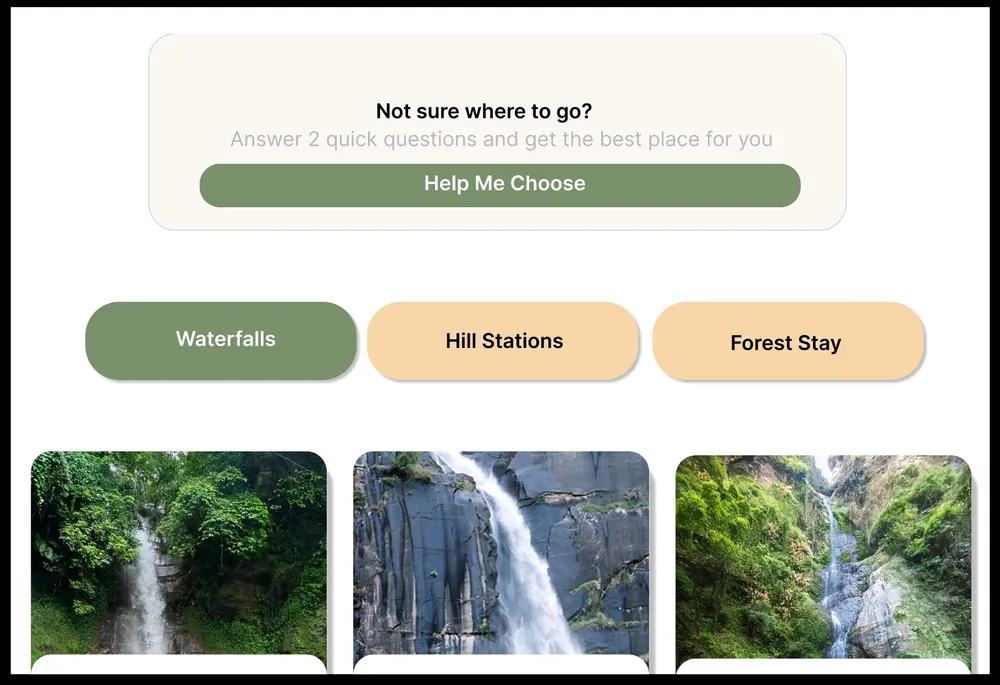 Not sure where to go?
Answer 2 quick questions and get the best place for you
Help Me Choose
Waterfalls
Hill Stations
Forest Stay